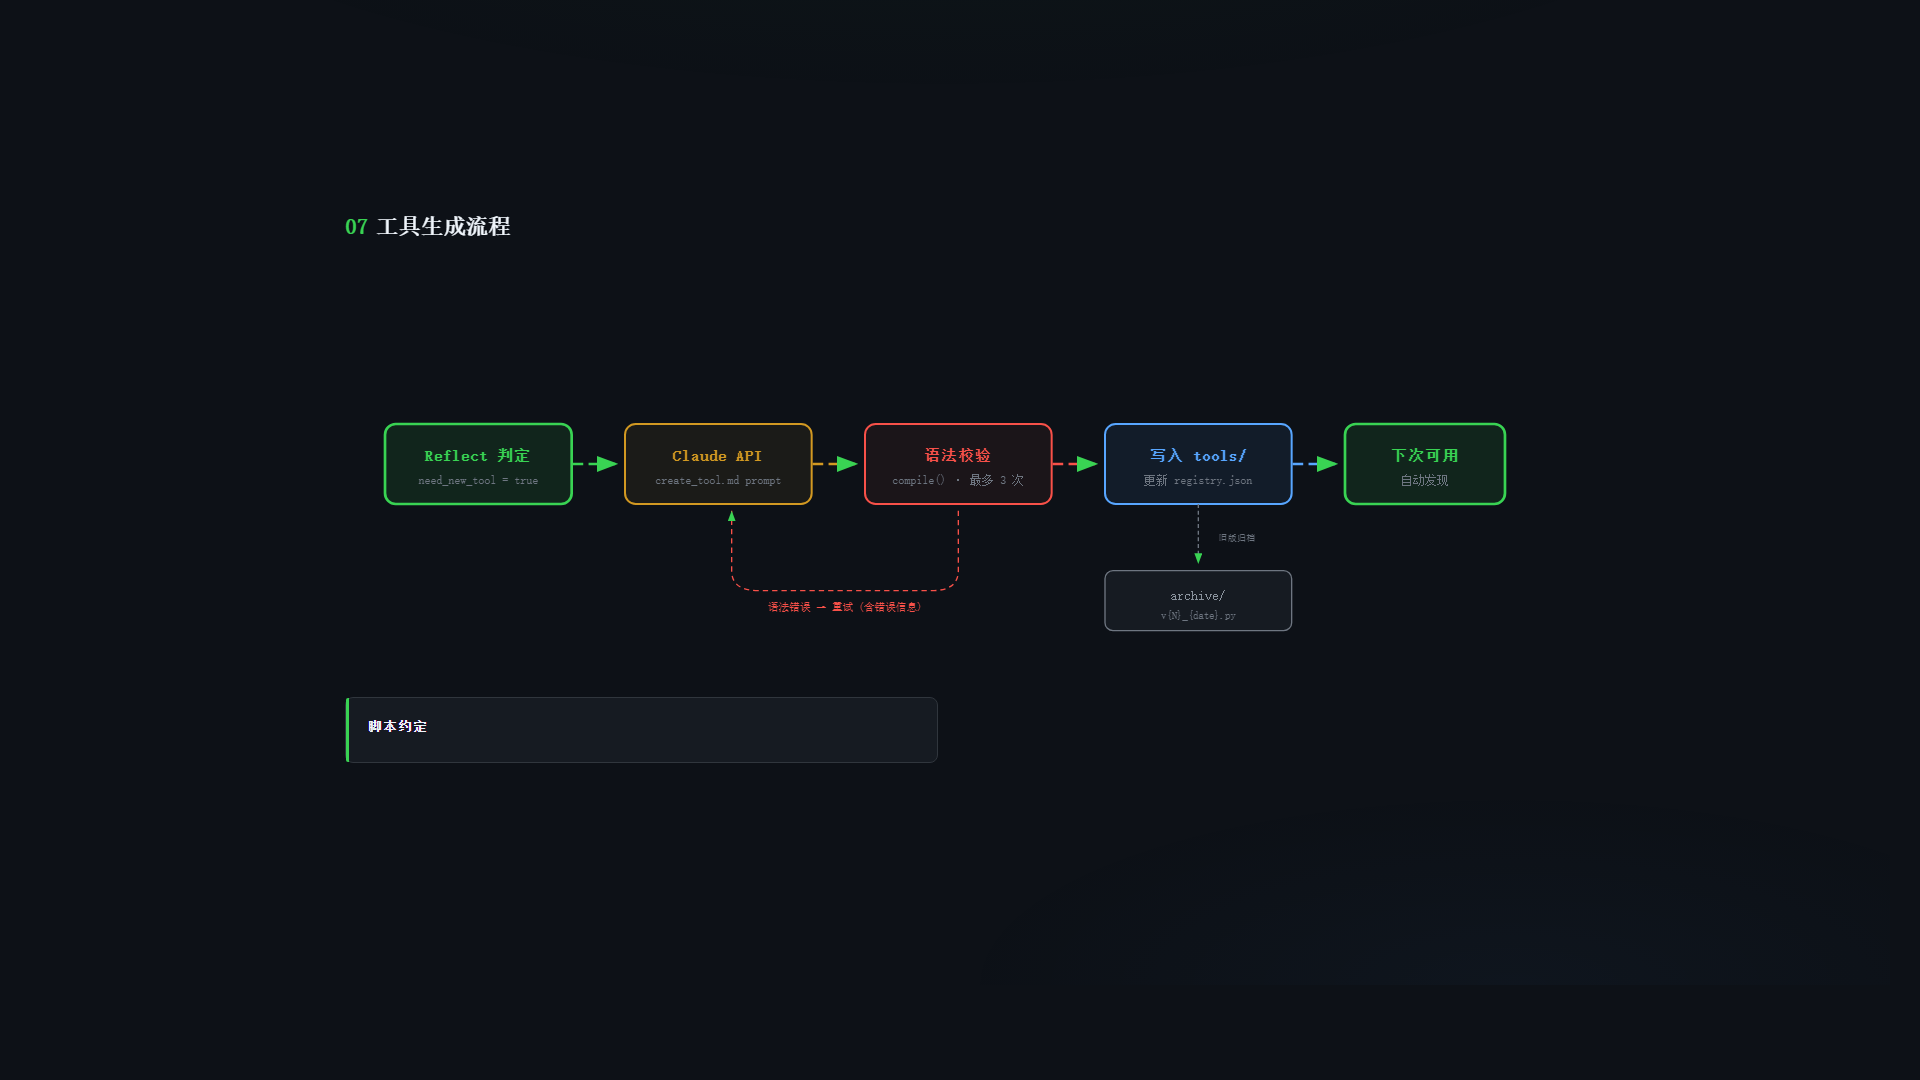 07 工具生成流程
Reflect 判定
need_new_tool = true
Claude API
create_tool.md prompt
语法校验
compile() · 最多 3 次
写入 tools/
更新 registry.json
下次可用
自动发现
旧版归档
语法错误 → 重试 (含错误信息)
archive/
v{N}_{date}.py
脚本约定